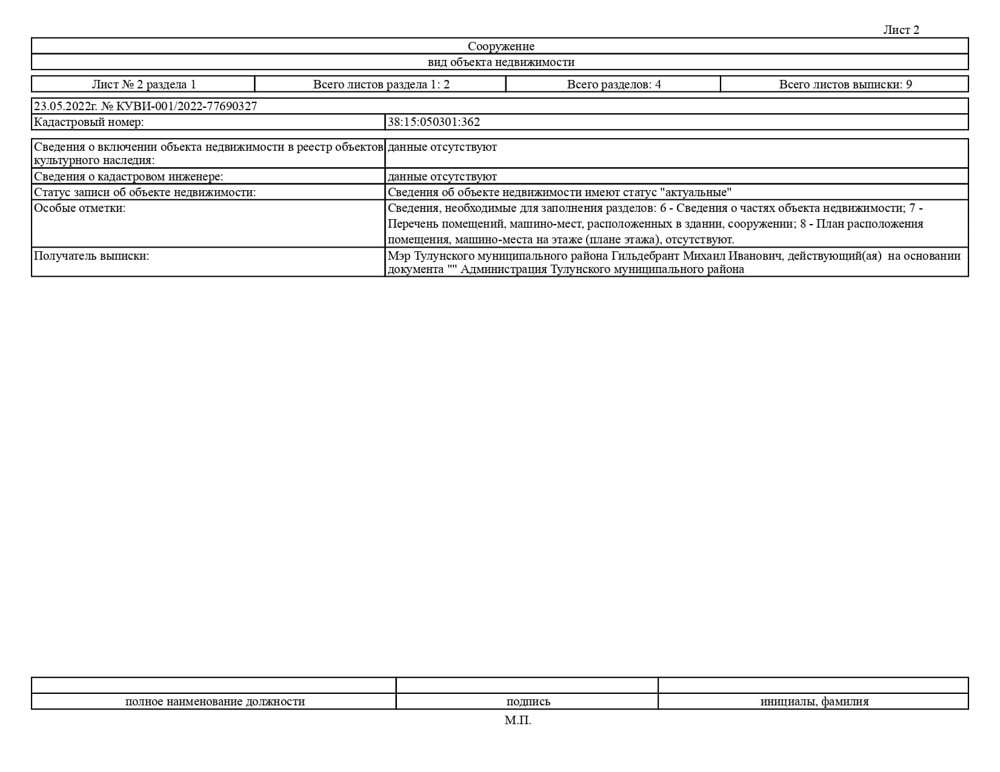 Лист 2
Сооружение
вид объекта недвижимости
Лист № 2 раздела 1 Всего листов раздела 1: 2 Всего разделов: 4 Всего листов выписки: 9
23.05.2022г. № КУВИ-001/2022-77690327
Кадастровый номер: 38:15:050301:362
Сведения о включении объекта недвижимости в реестр объектов данные отсутствуют
культурного наследия:
Сведения о кадастровом инженере: данные отсутствуют
Статус записи об объекте недвижимости: Сведения об объекте недвижимости имеют статус "актуальные"
Особые отметки: Сведения, необходимые для заполнения разделов: 6 - Сведения о частях объекта недвижимости; 7 -
Перечень помещений, машино-мест, расположенных в здании, сооружении; 8 - План расположения
помещения, машино-места на этаже (плане этажа), отсутствуют.
Получатель выписки: Мэр Тулунского муниципального района Гильдебрант Михаил Иванович, действующий(ая) на основании
документа "" Администрация Тулунского муниципального района
полное наименование должности подпись инициалы, фамилия
М.П.